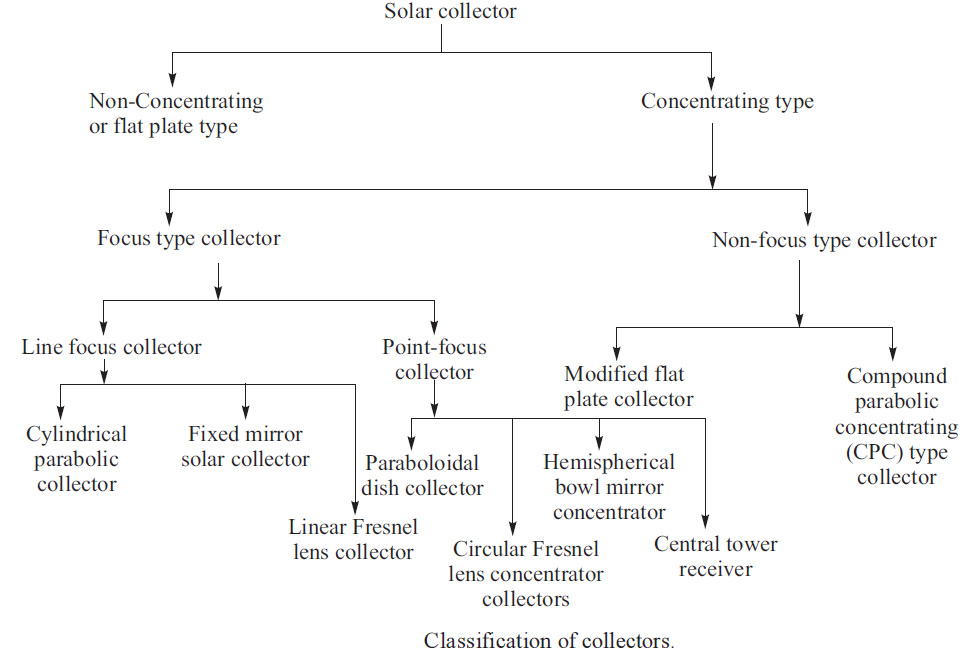 Solar collector
Non-Concentrating
or flat plate type
Concentrating type
Focus type collector
Non-focus type collector
Line focus collector
Point-focus
collector
Modified flat
plate collector
Compound
parabolic
concentrating
(CPC) type
collector
Cylindrical
parabolic
collector
Fixed mirror
solar collector
Linear Fresnel
lens collector
Paraboloidal
dish collector
Circular Fresnel
lens concentrator
collectors
Hemispherical
bowl mirror
concentrator
Central tower
receiver
Classification of collectors.